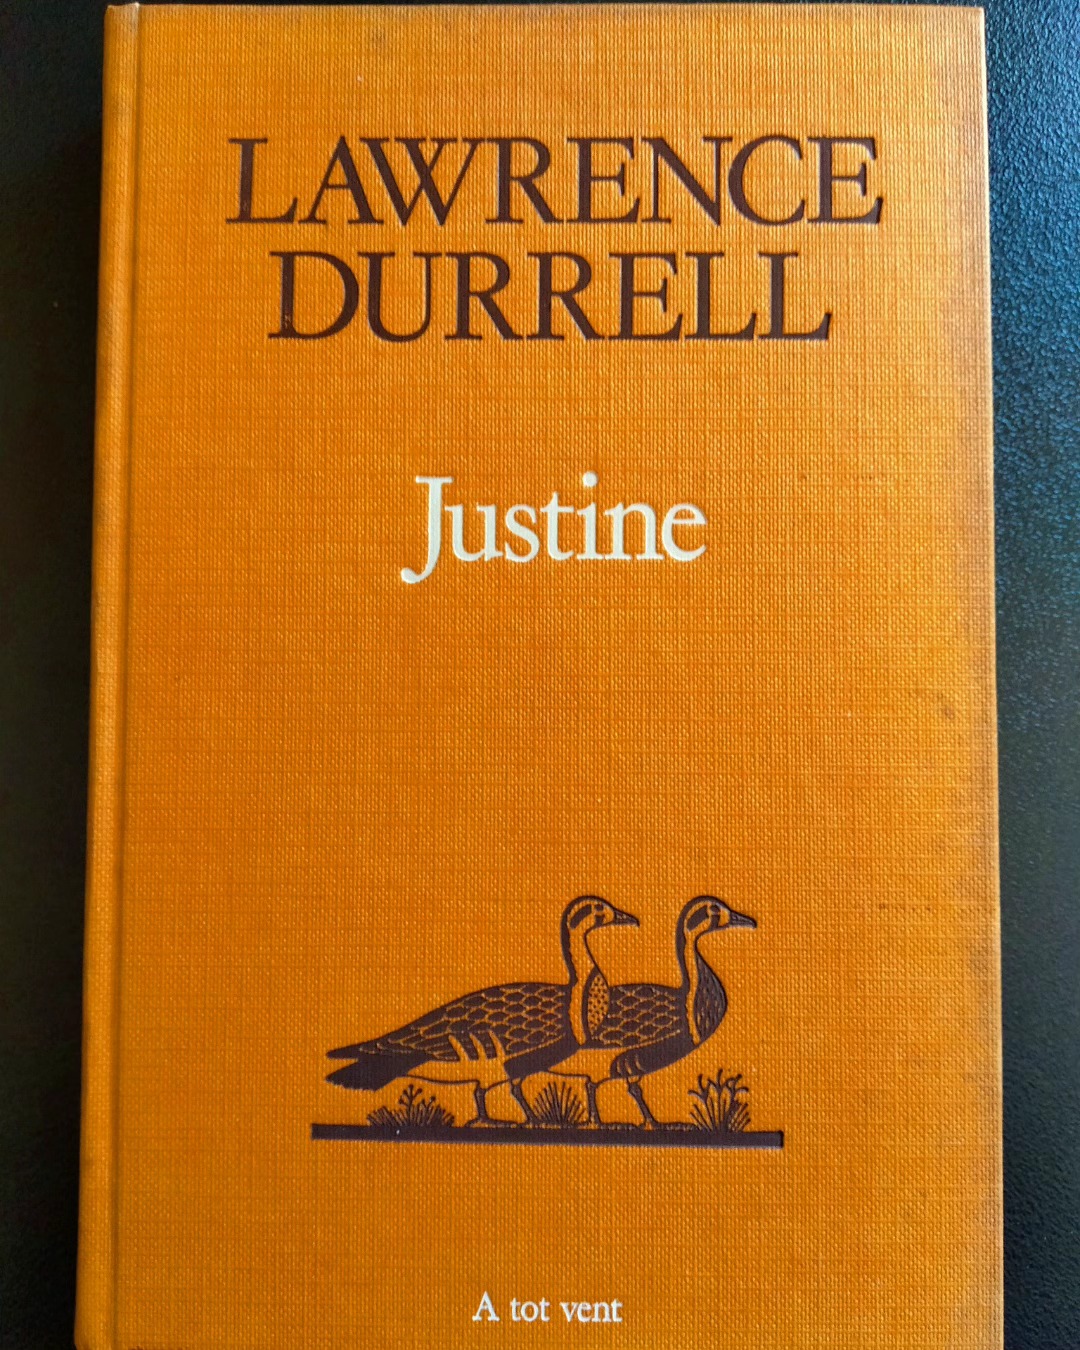 LAWRENCE
DURRELL
Justine
A tot vent